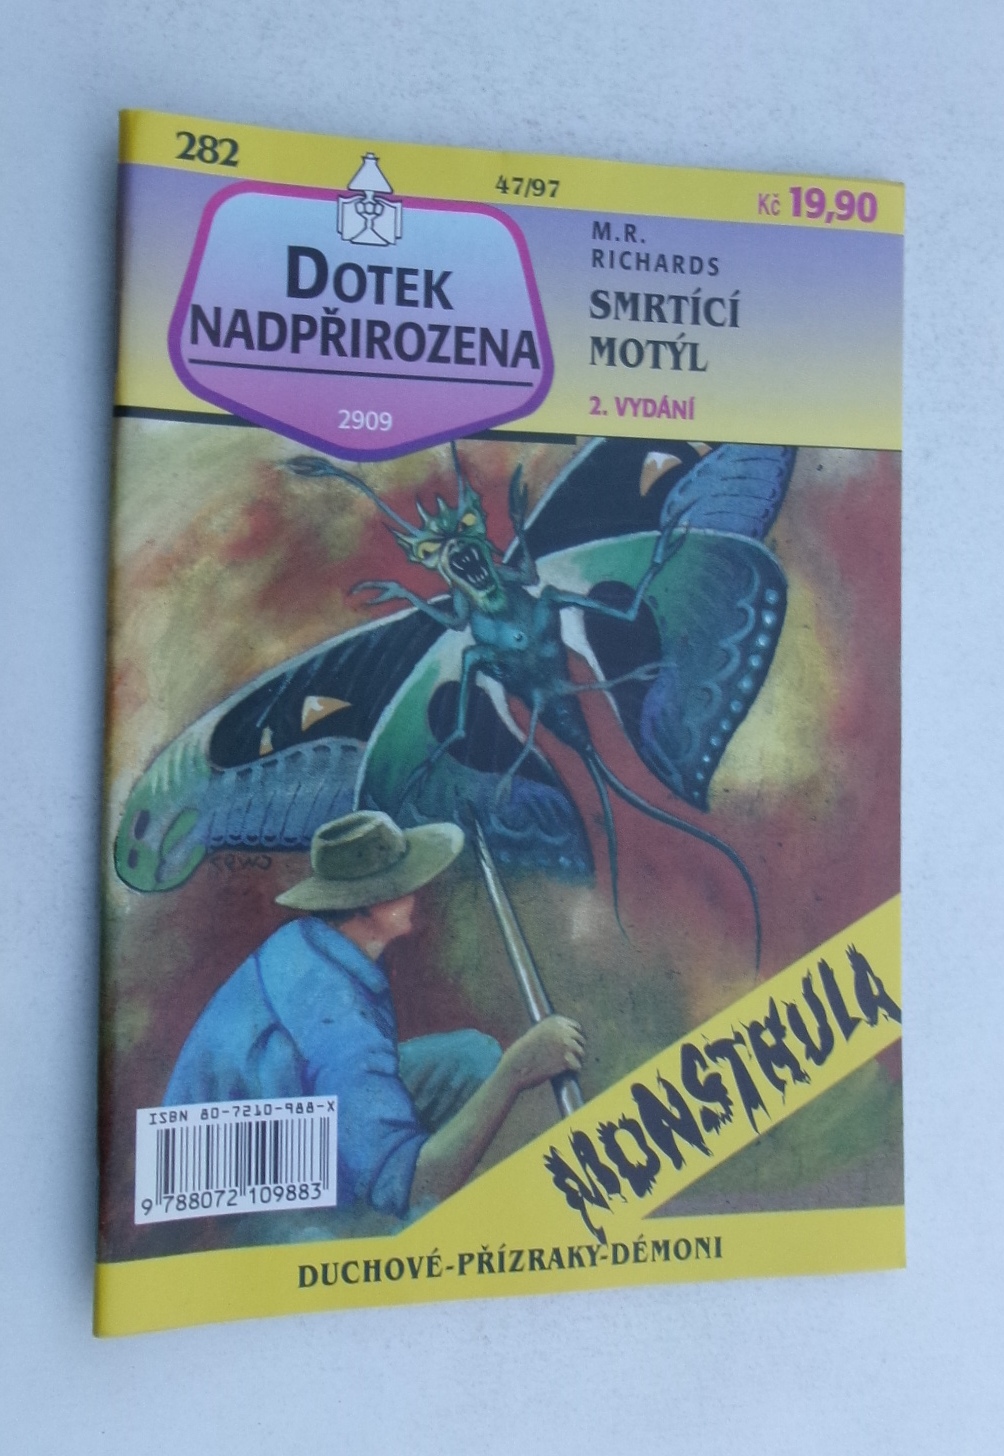 282
47/97
Kč 19,90
DOTEK
NADPŘIROZENA
2909
M.R.
RICHARDS
SMRTÍCÍ
MOTÝL
2. VYDÁNÍ
MONSTRULA
ISBN 80-7210-988-X
9 788072 109883
DUCHOVÉ-PŘÍZRAKY-DÉMONI